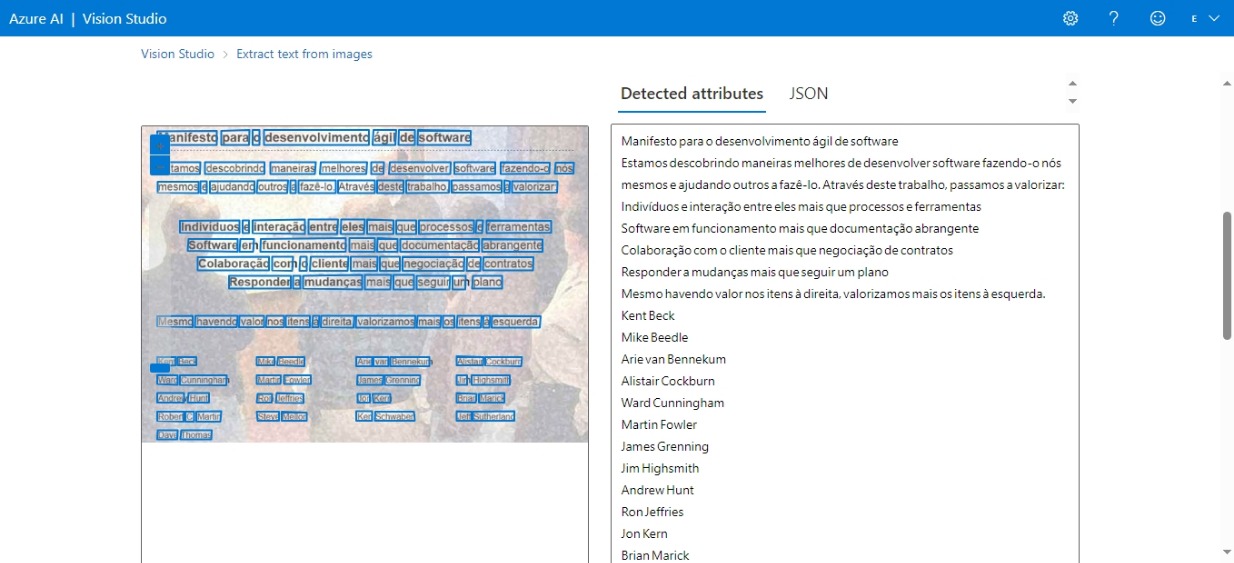 Azure AI | Vision Studio
E
Vision Studio > Extract text from images
Detected attributes
JSON
Manifesto para o desenvolvimento ágil de software
tamos descobrindo maneiras melhores de desenvolver software fazendo-o nós
mesmos e ajudando outros a fazê-lo. Através deste trabalho, passamos a valorizar:
Indivíduos e interação entre eles mais que processos e ferramentas
Software em funcionamento mais que documentação abrangente
Colaboração com o cliente mais que negociação de contratos
Responder a mudanças mais que seguir um plano
Mesmo havendo valor nos itens à direita, valorizamos mais os itens à esquerda.
Kent Beck
Mike Beedle
Arie van Bennekum
Alistair Cockburn
Ward Cunningham
Martin Fowler
James Grenning
Jim Highsmith
Andrew Hunt
Ron Jeffries
Jon Kern
Brian Marick
Robert C. Martin
Steve Mellor
Ken Schwaber
Jeff Sutherland
Dave Thomas
Manifesto para o desenvolvimento ágil de software
Estamos descobrindo maneiras melhores de desenvolver software fazendo-o nós
mesmos e ajudando outros a fazê-lo. Através deste trabalho, passamos a valorizar:
Indivíduos e interação entre eles mais que processos e ferramentas
Software em funcionamento mais que documentação abrangente
Colaboração com o cliente mais que negociação de contratos
Responder a mudanças mais que seguir um plano
Mesmo havendo valor nos itens à direita, valorizamos mais os itens à esquerda.
Kent Beck
Mike Beedle
Arie van Bennekum
Alistair Cockburn
Ward Cunningham
Martin Fowler
James Grenning
Jim Highsmith
Andrew Hunt
Ron Jeffries
Jon Kern
Brian Marick